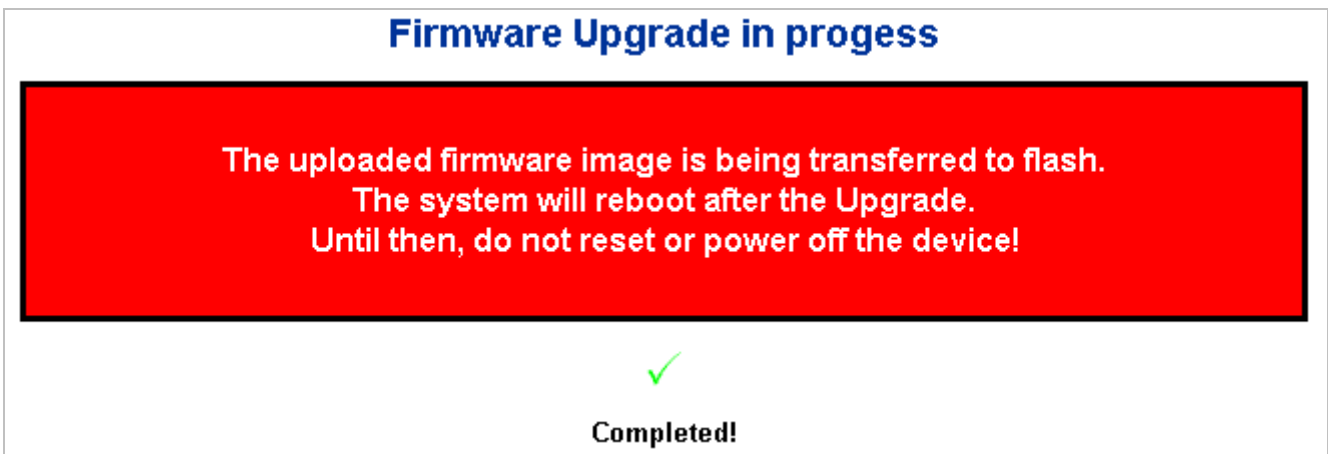 Firmware Upgrade in progess
The uploaded firmware image is being transferred to flash.
The system will reboot after the Upgrade.
Until then, do not reset or power off the device!
Completed!